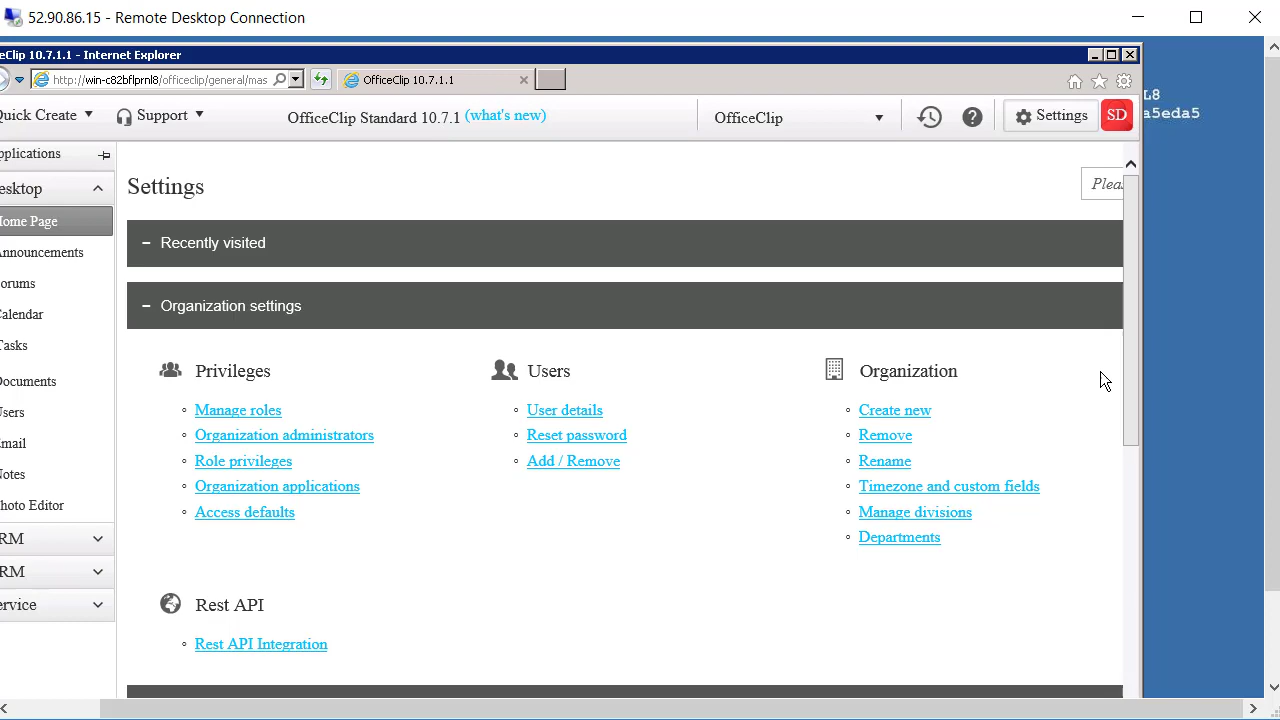 52.90.86.15 - Remote Desktop Connection
eClip 10.7.1.1 - Internet Explorer
http://win-c82bflprnl8/officeclip/general/mas
OfficeClip 10.7.1.1
L8
a5eda5
uick Create
Support
OfficeClip Standard 10.7.1 (what's new)
OfficeClip
Settings
SD
pplications
esktop
ome Page
nnouncements
orums
alendar
Tasks
ocuments
sers
mail
Notes
hoto Editor
RM
RM
ervice
Settings
Pleas
Recently visited
Organization settings
Privileges
Manage roles
Organization administrators
Role privileges
Organization applications
Access defaults
Users
User details
Reset password
Add / Remove
Organization
Create new
Remove
Rename
Timezone and custom fields
Manage divisions
Departments
Rest API
Rest API Integration